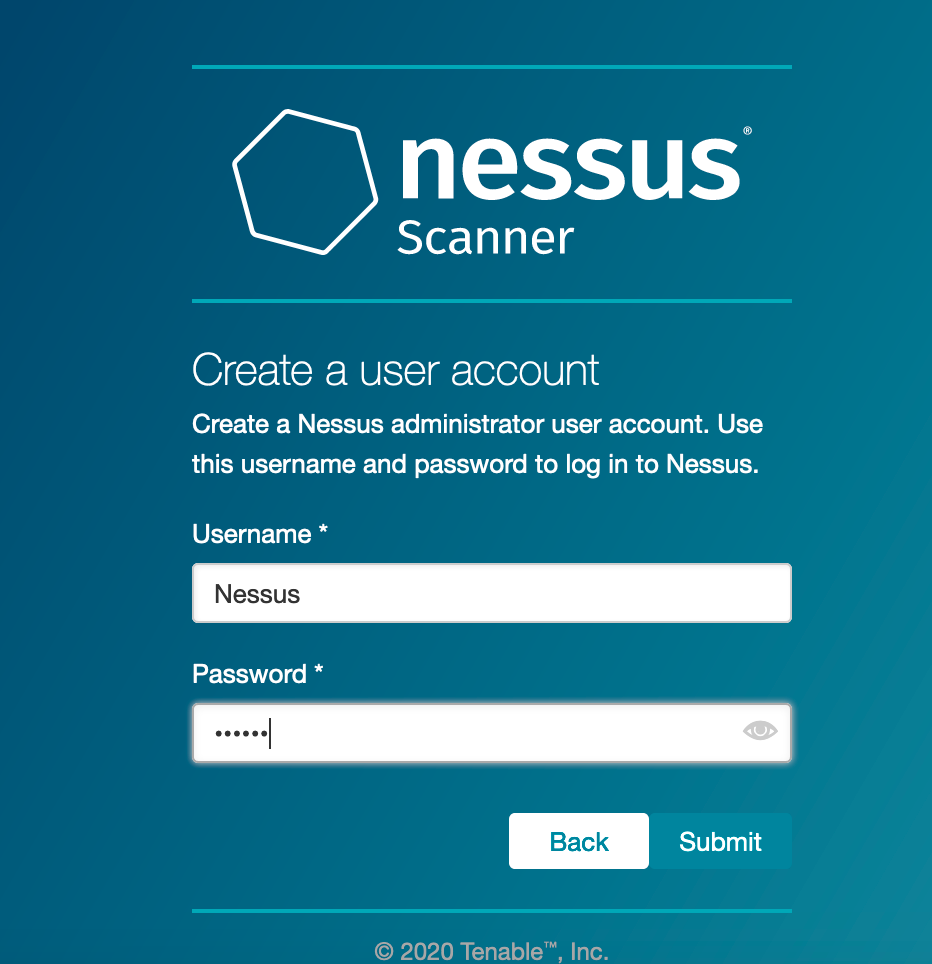 nessus®
Scanner
Create a user account
Create a Nessus administrator user account. Use
this username and password to log in to Nessus.
Username *
Nessus
Password *
••••••
Back Submit
© 2020 Tenable™, Inc.